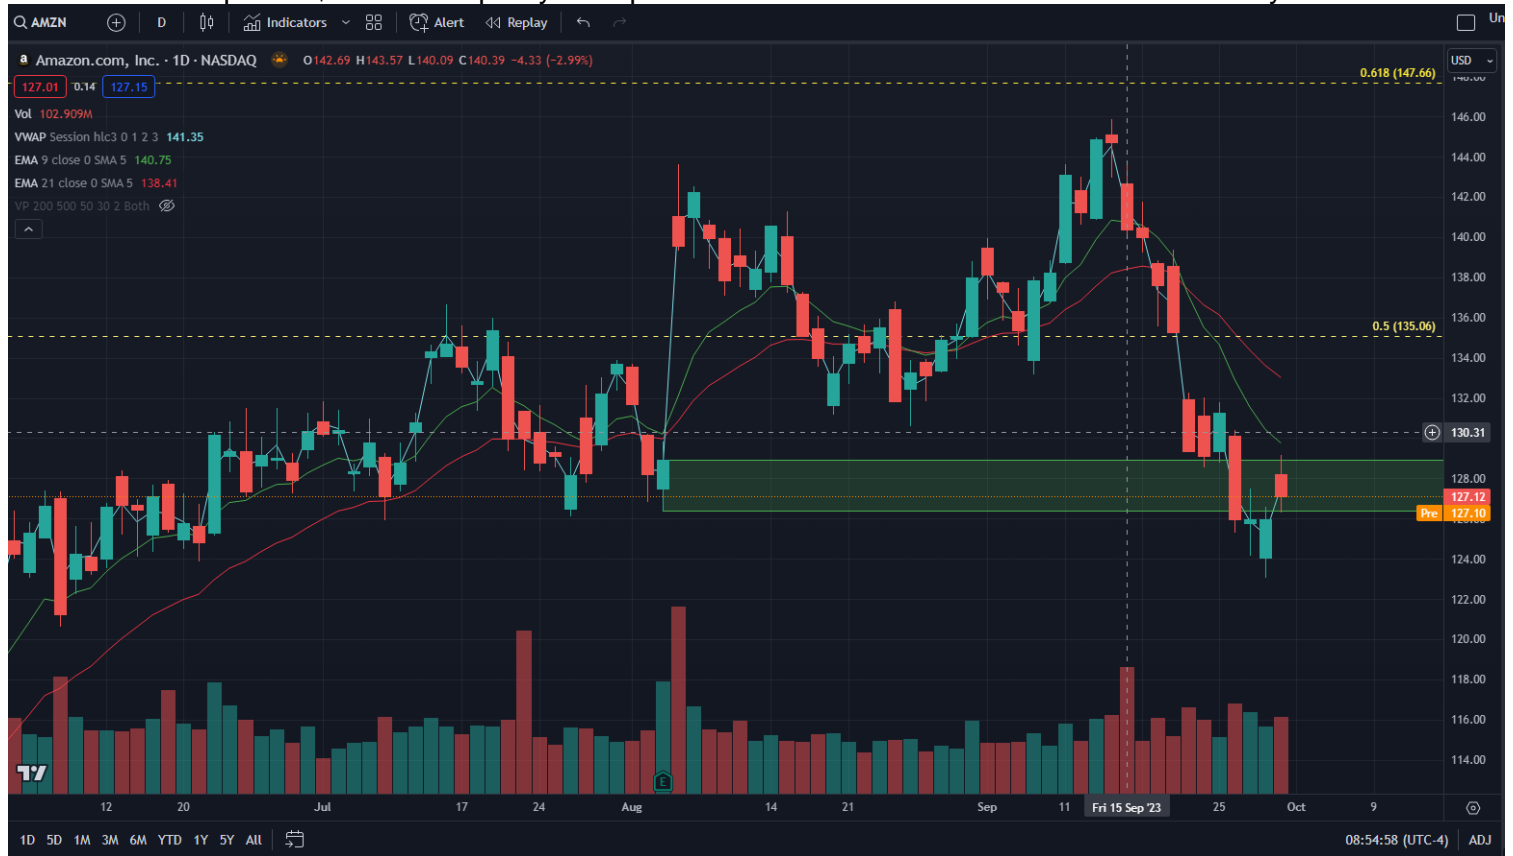 AMZN
D
Indicators
Alert
Replay
Un
Amazon.com, Inc. · 1D · NASDAQ O142.69 H143.57 L140.09 C140.39 −4.33 (−2.99%)
USD
127.01 0.14 127.15
Vol 102.909M
VWAP Session hlc3 0 1 2 3 141.35
EMA 9 close 0 SMA 5 140.75
EMA 21 close 0 SMA 5 138.41
VP 200 500 50 30 2 Both
0.618 (147.66)
0.5 (135.06)
148.00
146.00
144.00
142.00
140.00
138.00
136.00
134.00
132.00
130.31
128.00
127.12
Pre 127.10
126.00
124.00
122.00
120.00
118.00
116.00
114.00
E
12 20 Jul 17 24 Aug 14 21 Sep 11 Fri 15 Sep '23 25 Oct 9
1D 5D 1M 3M 6M YTD 1Y 5Y All
08:54:58 (UTC-4) ADJ